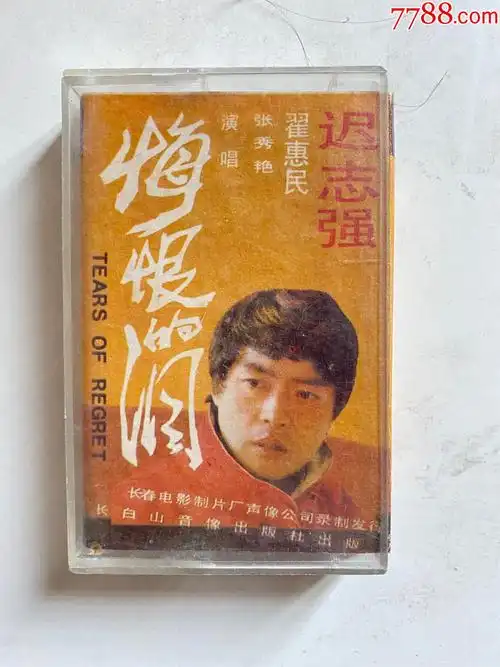 7788.com
迟志强
翟惠民
张秀艳
演唱
悔恨的泪
TEARS OF REGRET
长春电影制片厂声像公司录制发行
长白山音像出版社出版